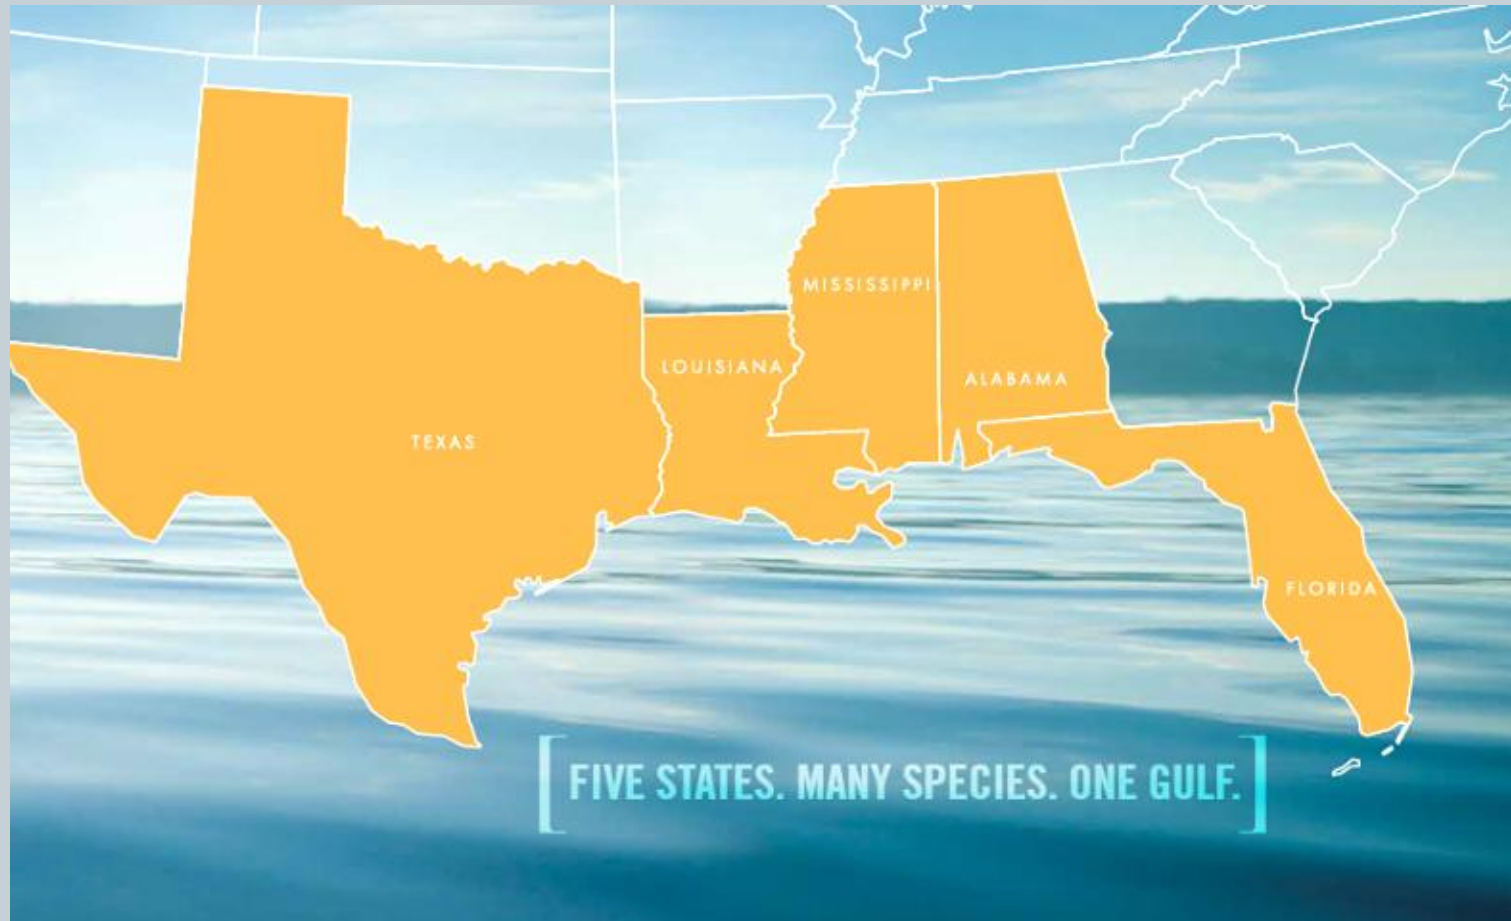 MISSISSIPPI
LOUISIANA
ALABAMA
TEXAS
FLORIDA
[FIVE STATES. MANY SPECIES. ONE GULF.]